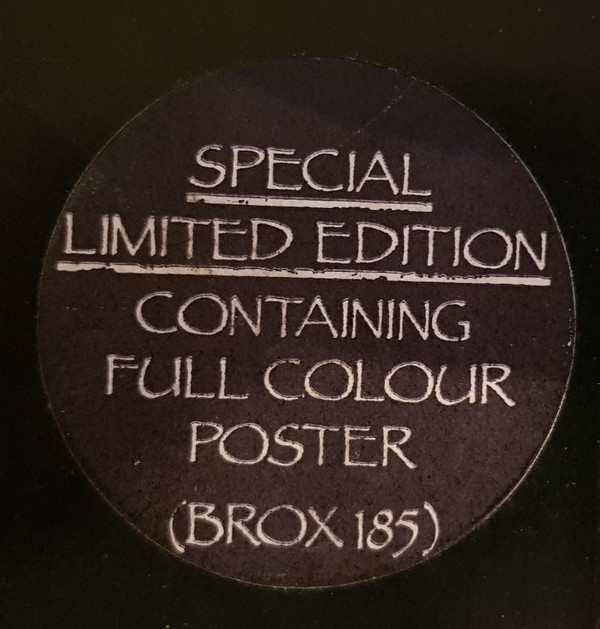 SPECIAL
LIMITED EDITION
CONTAINING
FULL COLOUR
POSTER
(BROX 185)